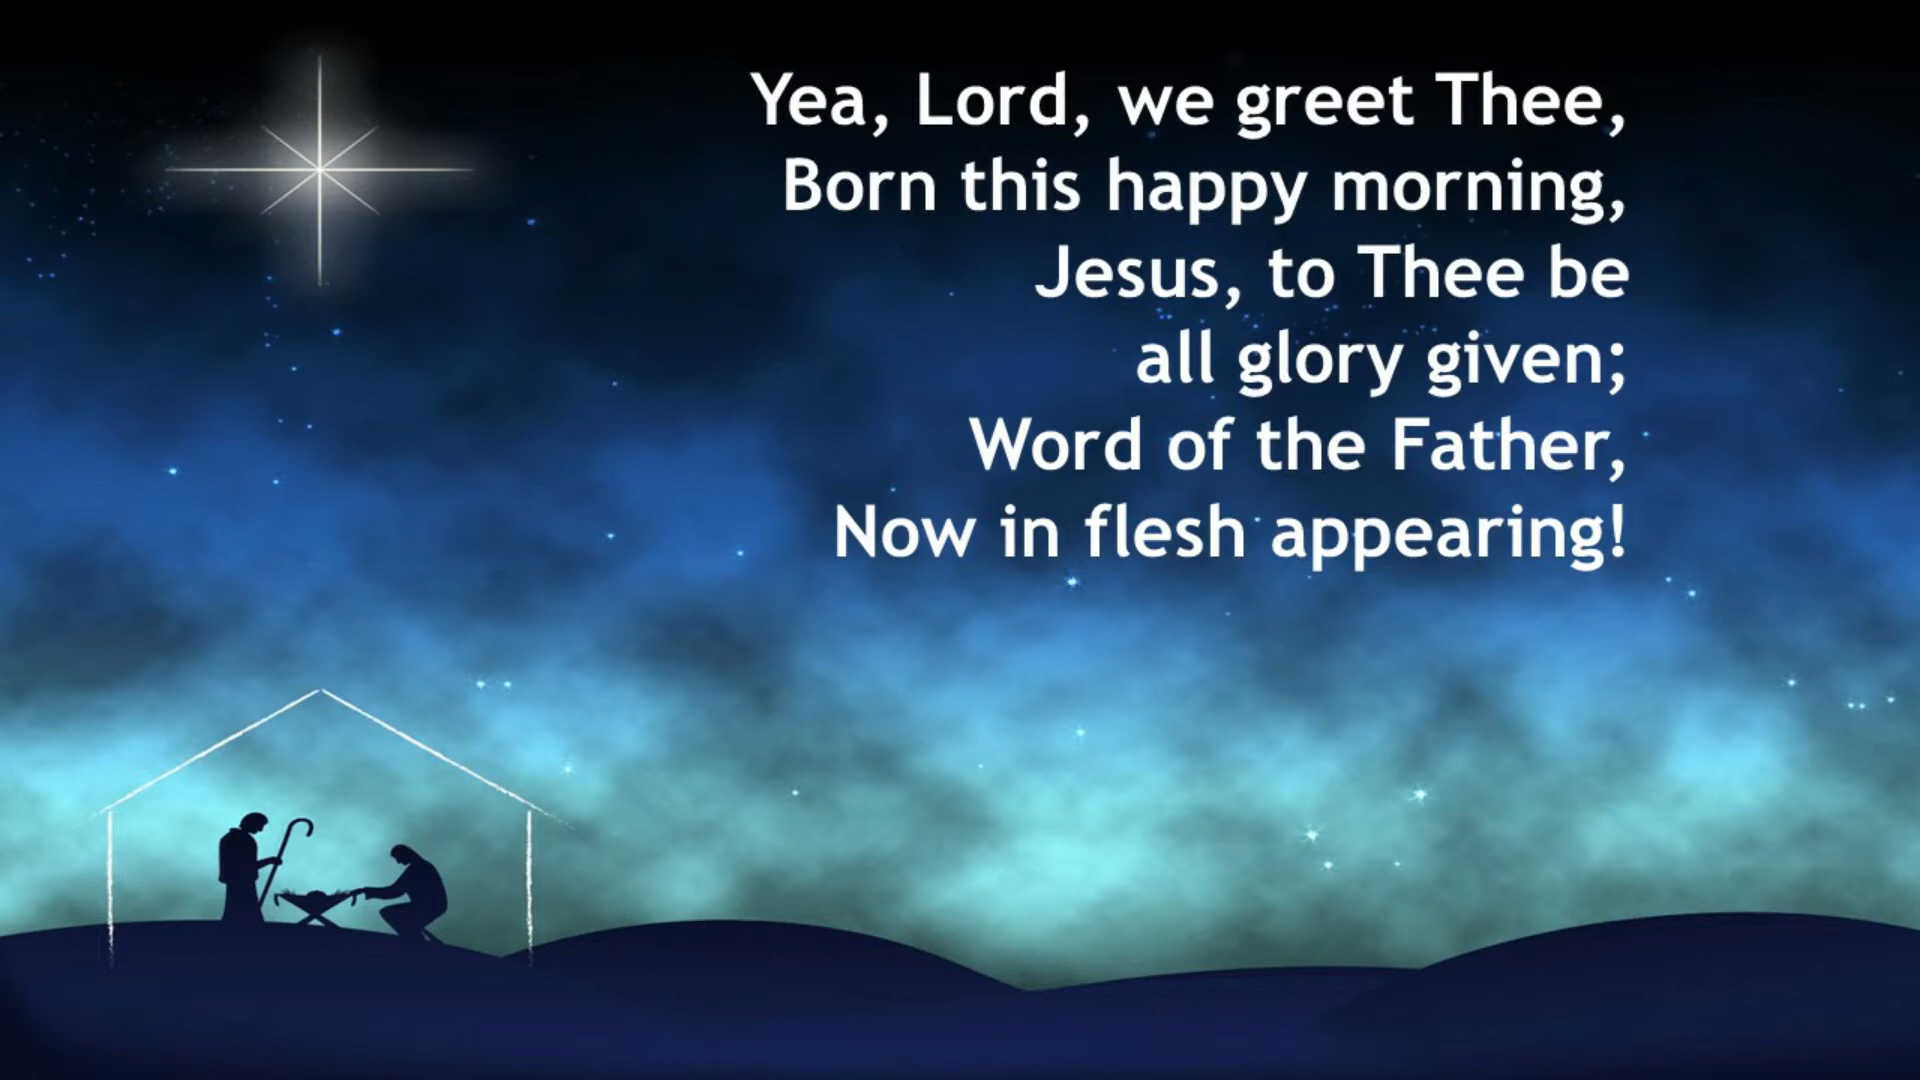 Yea, Lord, we greet Thee,
Born this happy morning,
Jesus, to Thee be
all glory given;
Word of the Father,
Now in flesh appearing!